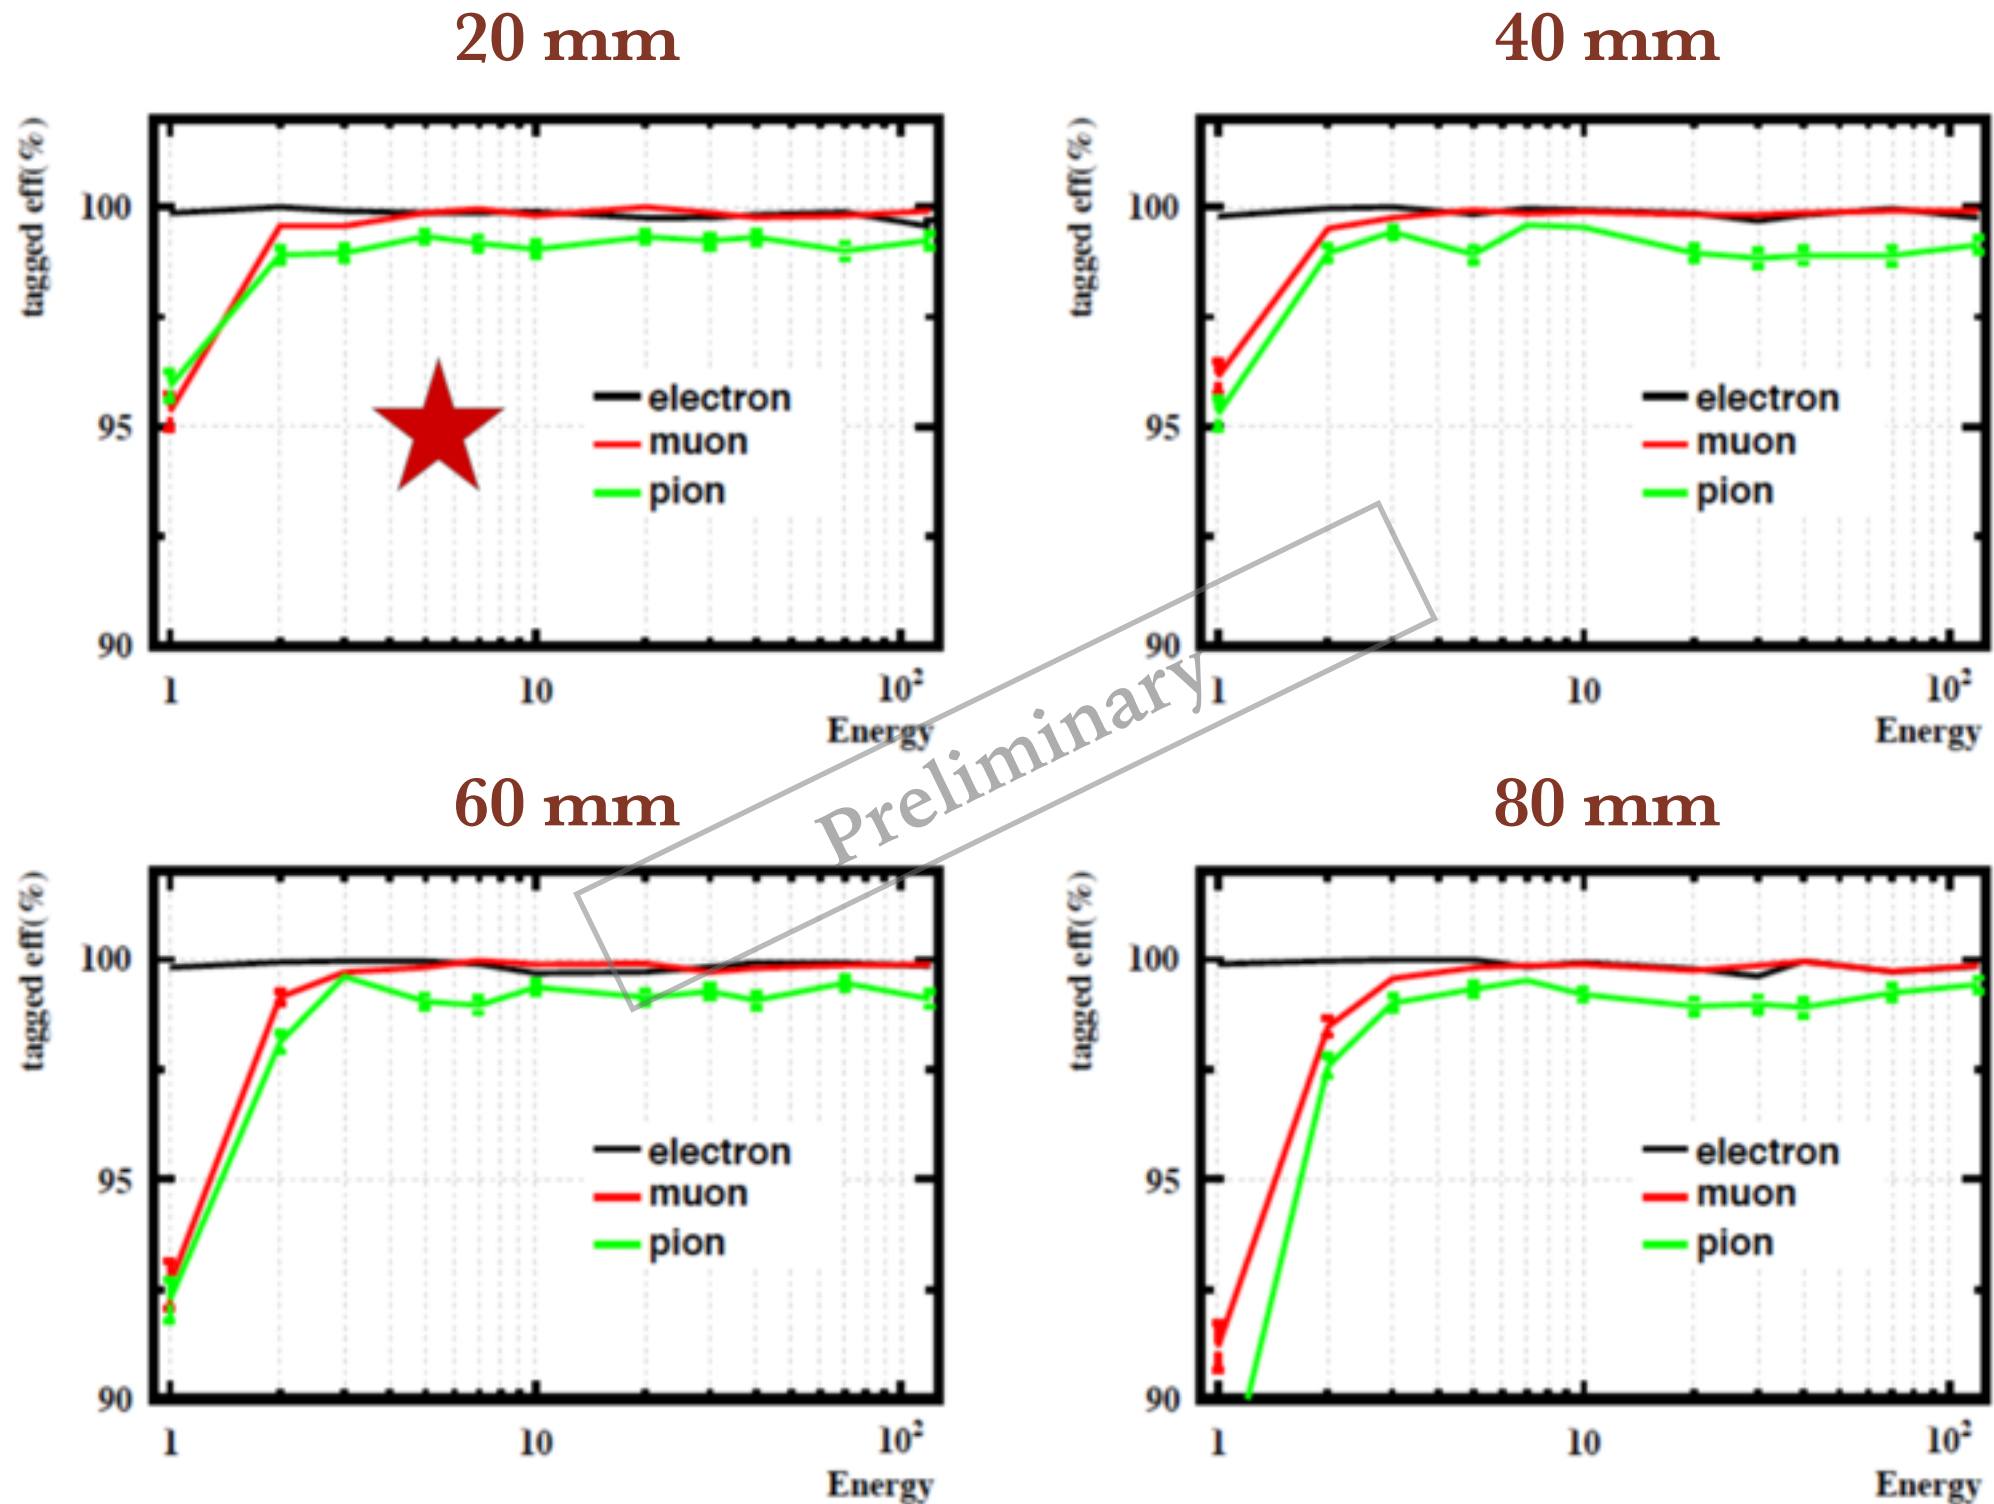 20 mm
tagged eff(%)
100
95
90
electron
muon
pion
1
10
10²
Energy
40 mm
tagged eff(%)
100
95
90
electron
muon
pion
1
10
10²
Energy
Preliminary
60 mm
tagged eff(%)
100
95
90
electron
muon
pion
1
10
10²
Energy
80 mm
tagged eff(%)
100
95
90
electron
muon
pion
1
10
10²
Energy